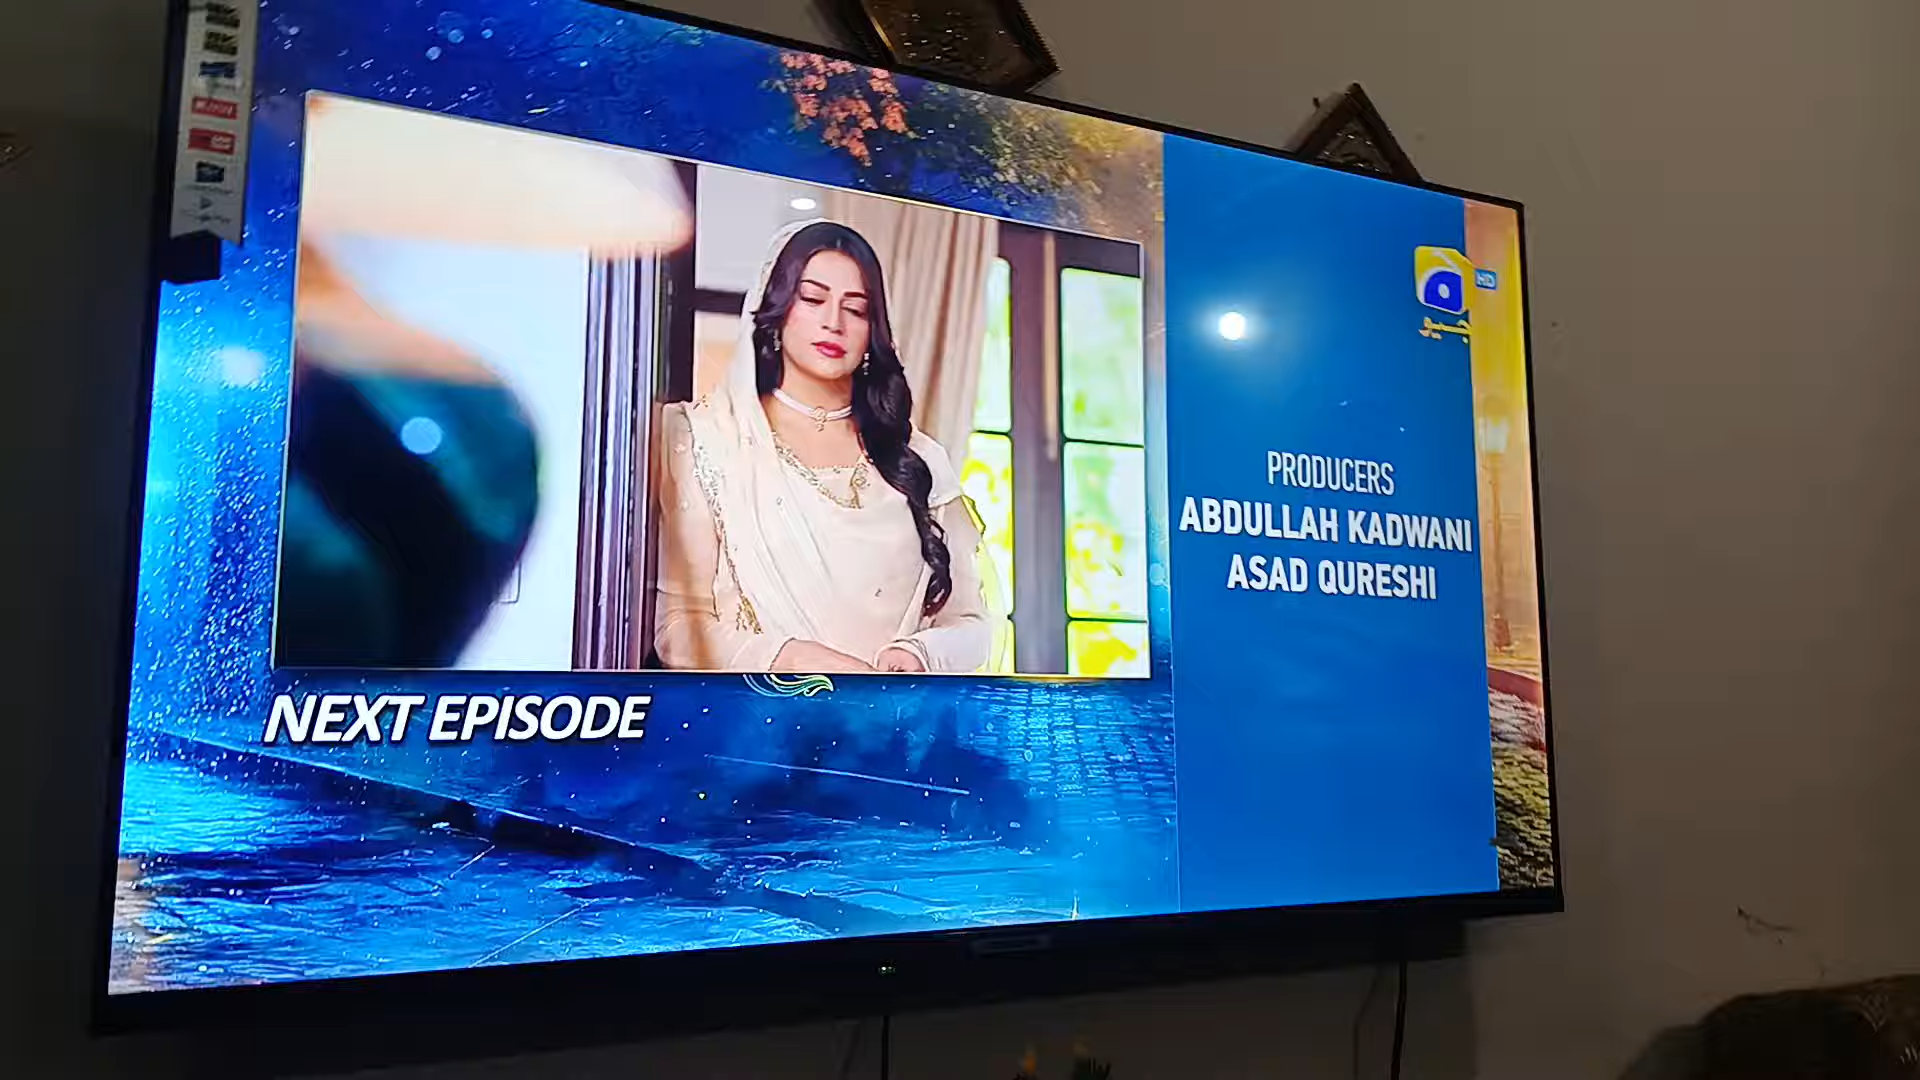 HD
جیو
PRODUCERS
ABDULLAH KADWANI
ASAD QURESHI
NEXT EPISODE